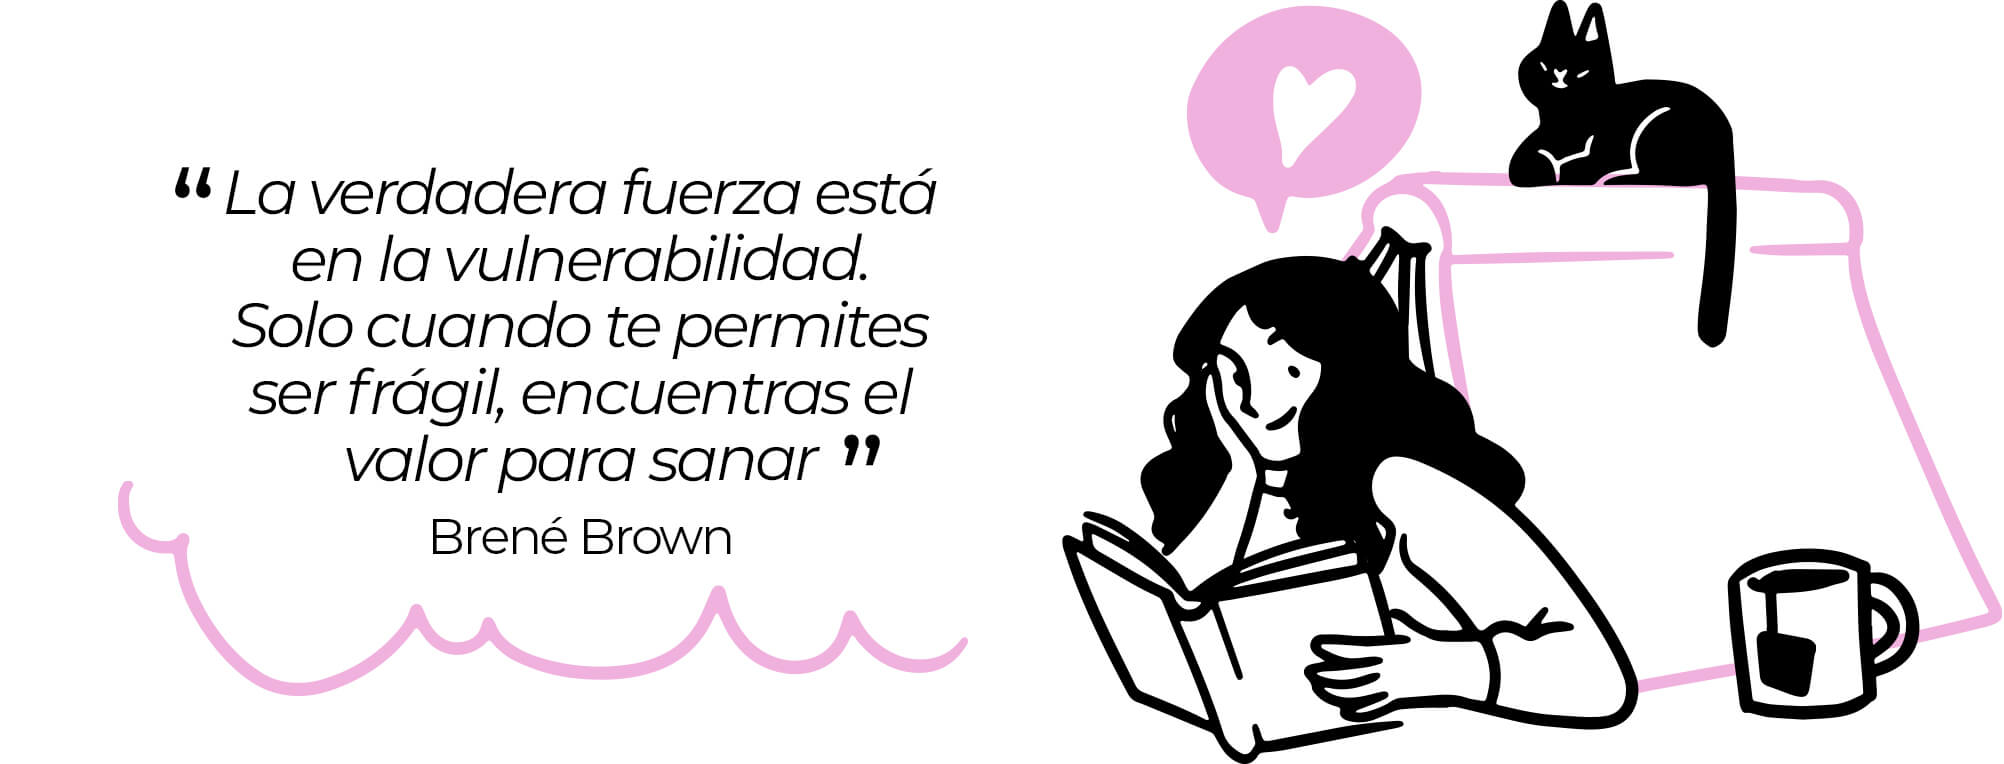 “ La verdadera fuerza está
en la vulnerabilidad.
Solo cuando te permites
ser frágil, encuentras el
valor para sanar ”
Brené Brown